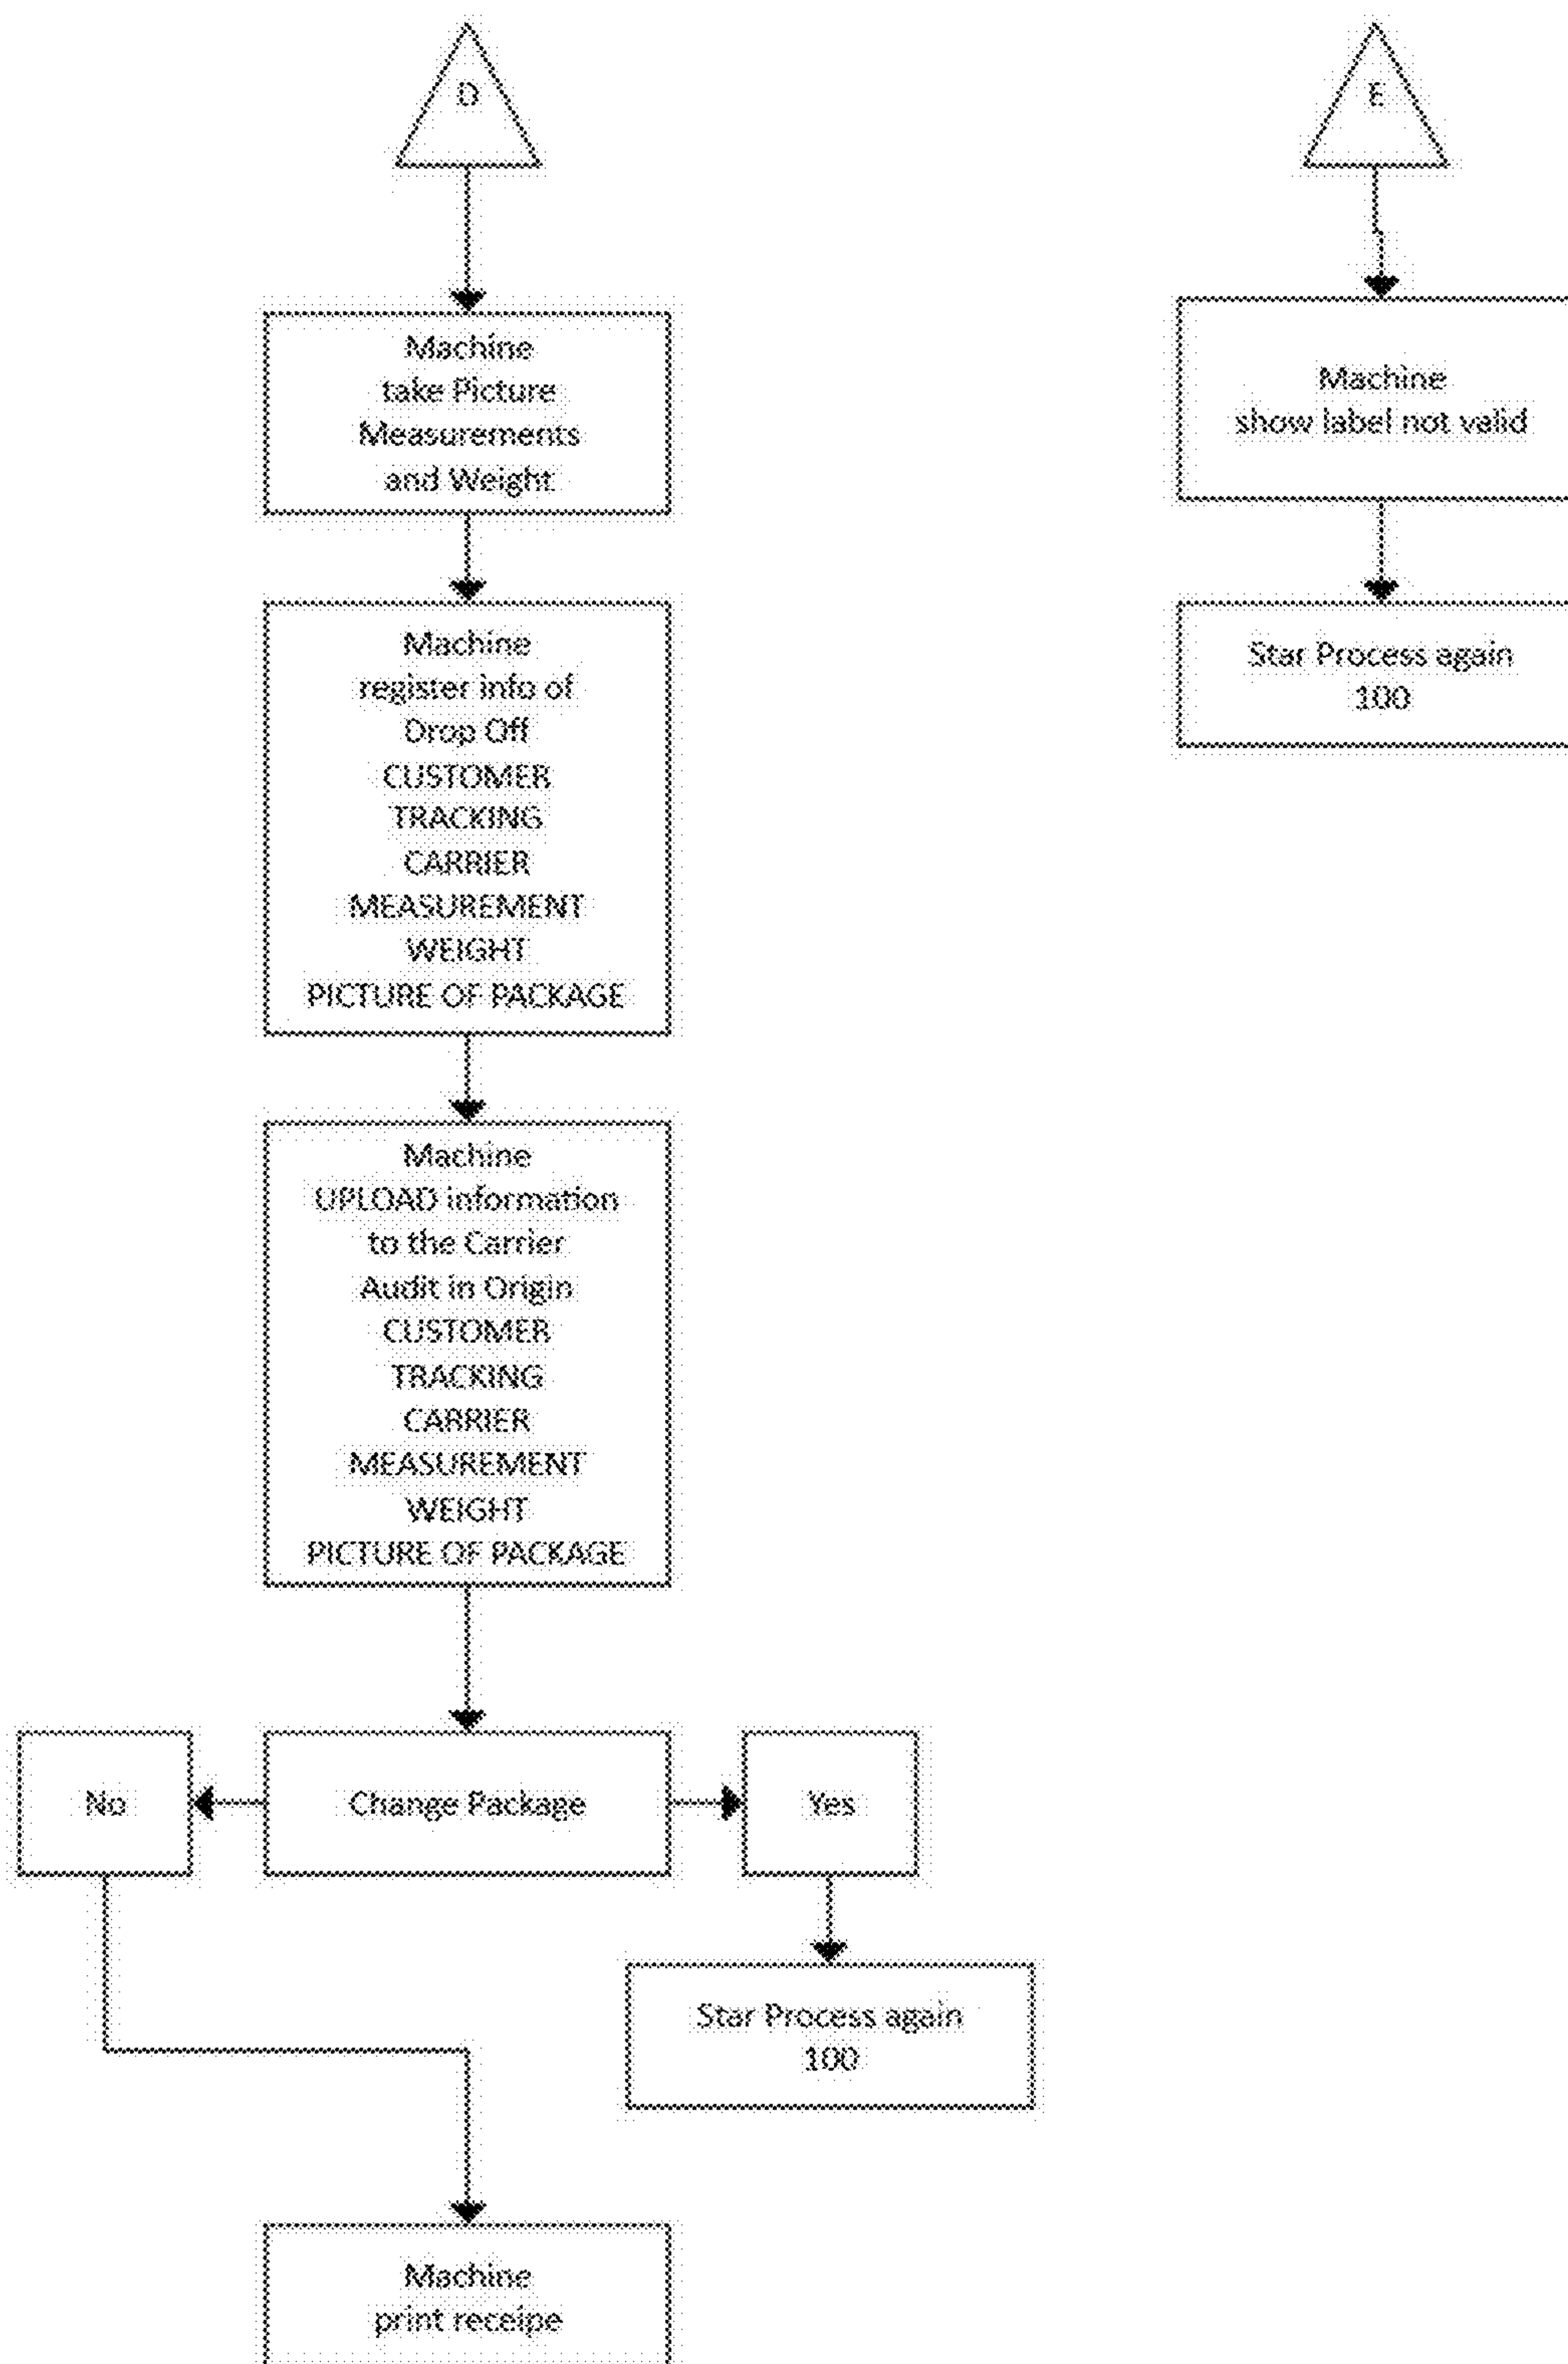 D
Machine
take Picture
Measurements
and Weight
Machine
register info of
Drop Off
CUSTOMER
TRACKING
CARRIER
MEASUREMENT
WEIGHT
PICTURE OF PACKAGE
Machine
UPLOAD information
to the Carrier
Audit in Origin
CUSTOMER
TRACKING
CARRIER
MEASUREMENT
WEIGHT
PICTURE OF PACKAGE
No
Change Package
Yes
Star Process again
100
Machine
print receipe
E
Machine
show label not valid
Star Process again
100